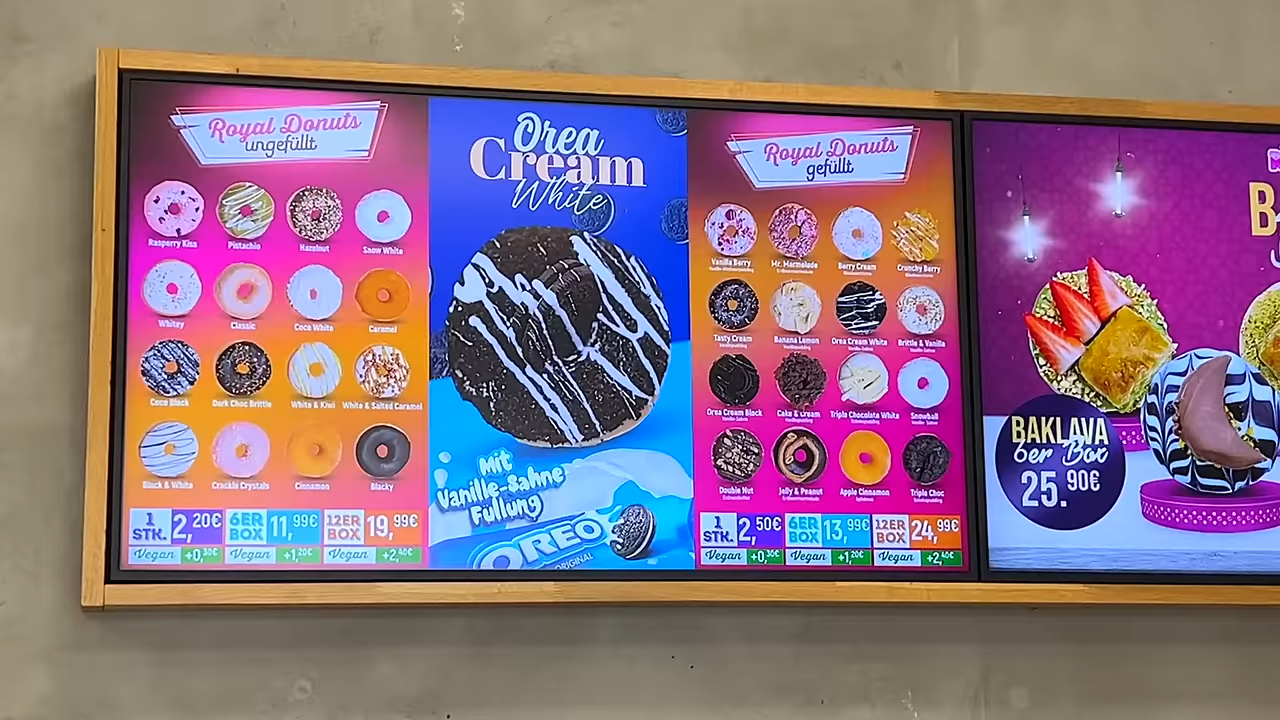 Royal Donuts
ungefüllt
Rasperry Kiss
Pistachio
Hazelnut
Snow White
Whitey
Classic
Coco White
Caramel
Coco Black
Dark Choc Brittle
White & Kiwi
White & Salted Caramel
Black & White
Crackle Crystals
Cinnamon
Blacky
1 STK. 2,20€
6ER BOX 11,99€
12ER BOX 19,99€
Vegan +0,30€
Vegan +1,20€
Vegan +2,40€
Orea
Cream
White
Mit
Vanille-Sahne
Füllung
OREO
ORIGINAL
Royal Donuts
gefüllt
Vanilla Berry
Mr. Marmelade
Berry Cream
Crunchy Berry
Tasty Cream
Banana Lemon
Orea Cream White
Brittle & Vanilla
Orea Cream Black
Cake & Cream
Triple Chocolate White
Snowball
Double Nut
Jelly & Peanut
Apple Cinnamon
Triple Choc
1 STK. 2,50€
6ER BOX 13,99€
12ER BOX 24,99€
Vegan +0,30€
Vegan +1,20€
Vegan +2,40€
B
BAKLAVA
6er Box
25.90€